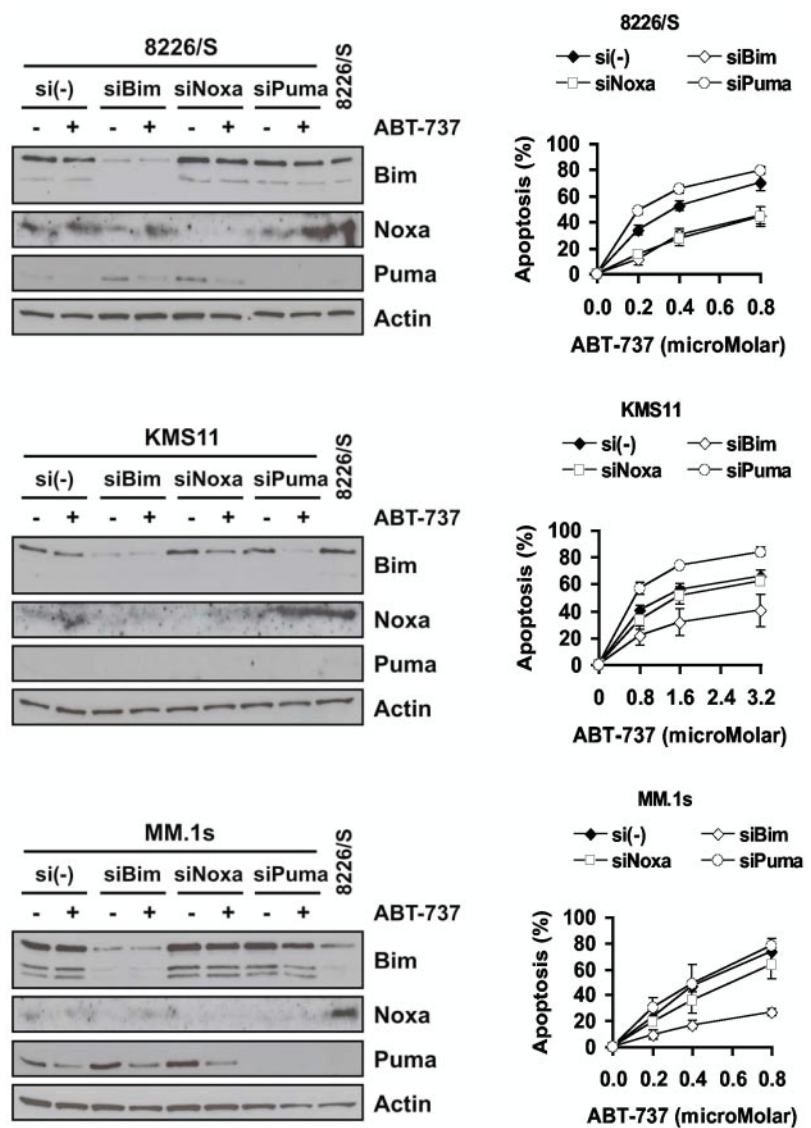 8226/S
8226/S
si(-) siBim siNoxa siPuma
- + - + - + - + ABT-737
Bim
Noxa
Puma
Actin
8226/S
si(-) siBim
siNoxa siPuma
Apoptosis (%)
100
80
60
40
20
0
0.0 0.2 0.4 0.6 0.8
ABT-737 (microMolar)
KMS11
8226/S
si(-) siBim siNoxa siPuma
- + - + - + - + ABT-737
Bim
Noxa
Puma
Actin
KMS11
si(-) siBim
siNoxa siPuma
Apoptosis (%)
100
80
60
40
20
0
0 0.8 1.6 2.4 3.2
ABT-737 (microMolar)
MM.1s
8226/S
si(-) siBim siNoxa siPuma
- + - + - + - + ABT-737
Bim
Noxa
Puma
Actin
MM.1s
si(-) siBim
siNoxa siPuma
Apoptosis (%)
100
80
60
40
20
0
0.0 0.2 0.4 0.6 0.8
ABT-737 (microMolar)